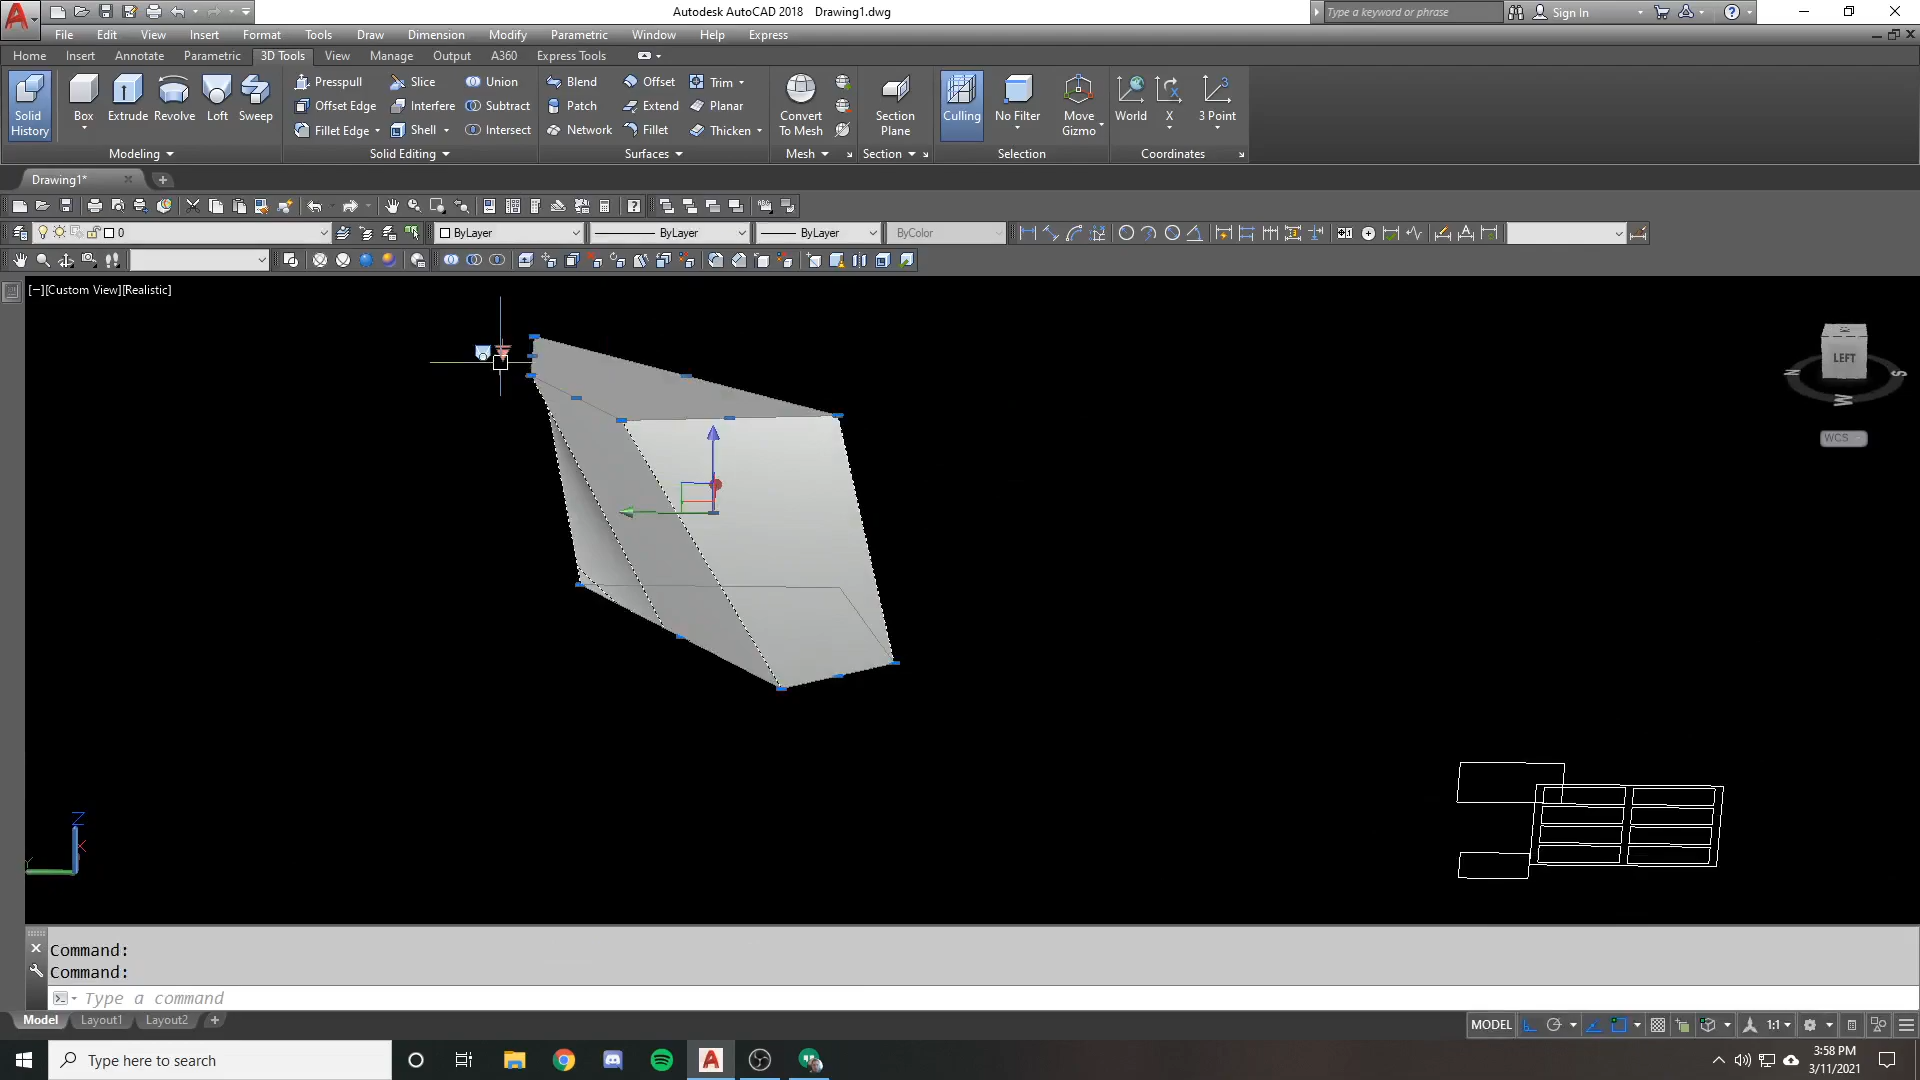 Autodesk AutoCAD 2018 Drawing1.dwg
Type a keyword or phrase
Sign In
File Edit View Insert Format Tools Draw Dimension Modify Parametric Window Help Express
Home Insert Annotate Parametric 3D Tools View Manage Output A360 Express Tools
Solid History
Box
Extrude
Revolve
Loft
Sweep
Presspull
Offset Edge
Fillet Edge
Slice
Interfere
Shell
Union
Subtract
Intersect
Blend
Patch
Network
Offset
Extend
Fillet
Trim
Planar
Thicken
Convert To Mesh
Section Plane
Culling
No Filter
Move Gizmo
World
X
3 Point
Modeling
Solid Editing
Surfaces
Mesh
Section
Selection
Coordinates
Drawing1*
0
ByLayer
ByLayer
ByLayer
ByColor
[−][Custom View][Realistic]
LEFT
N
S
W
WCS
Z
X
Y
Command:
Command:
Type a command
Model Layout1 Layout2
MODEL
1:1
Type here to search
3:58 PM
3/11/2021